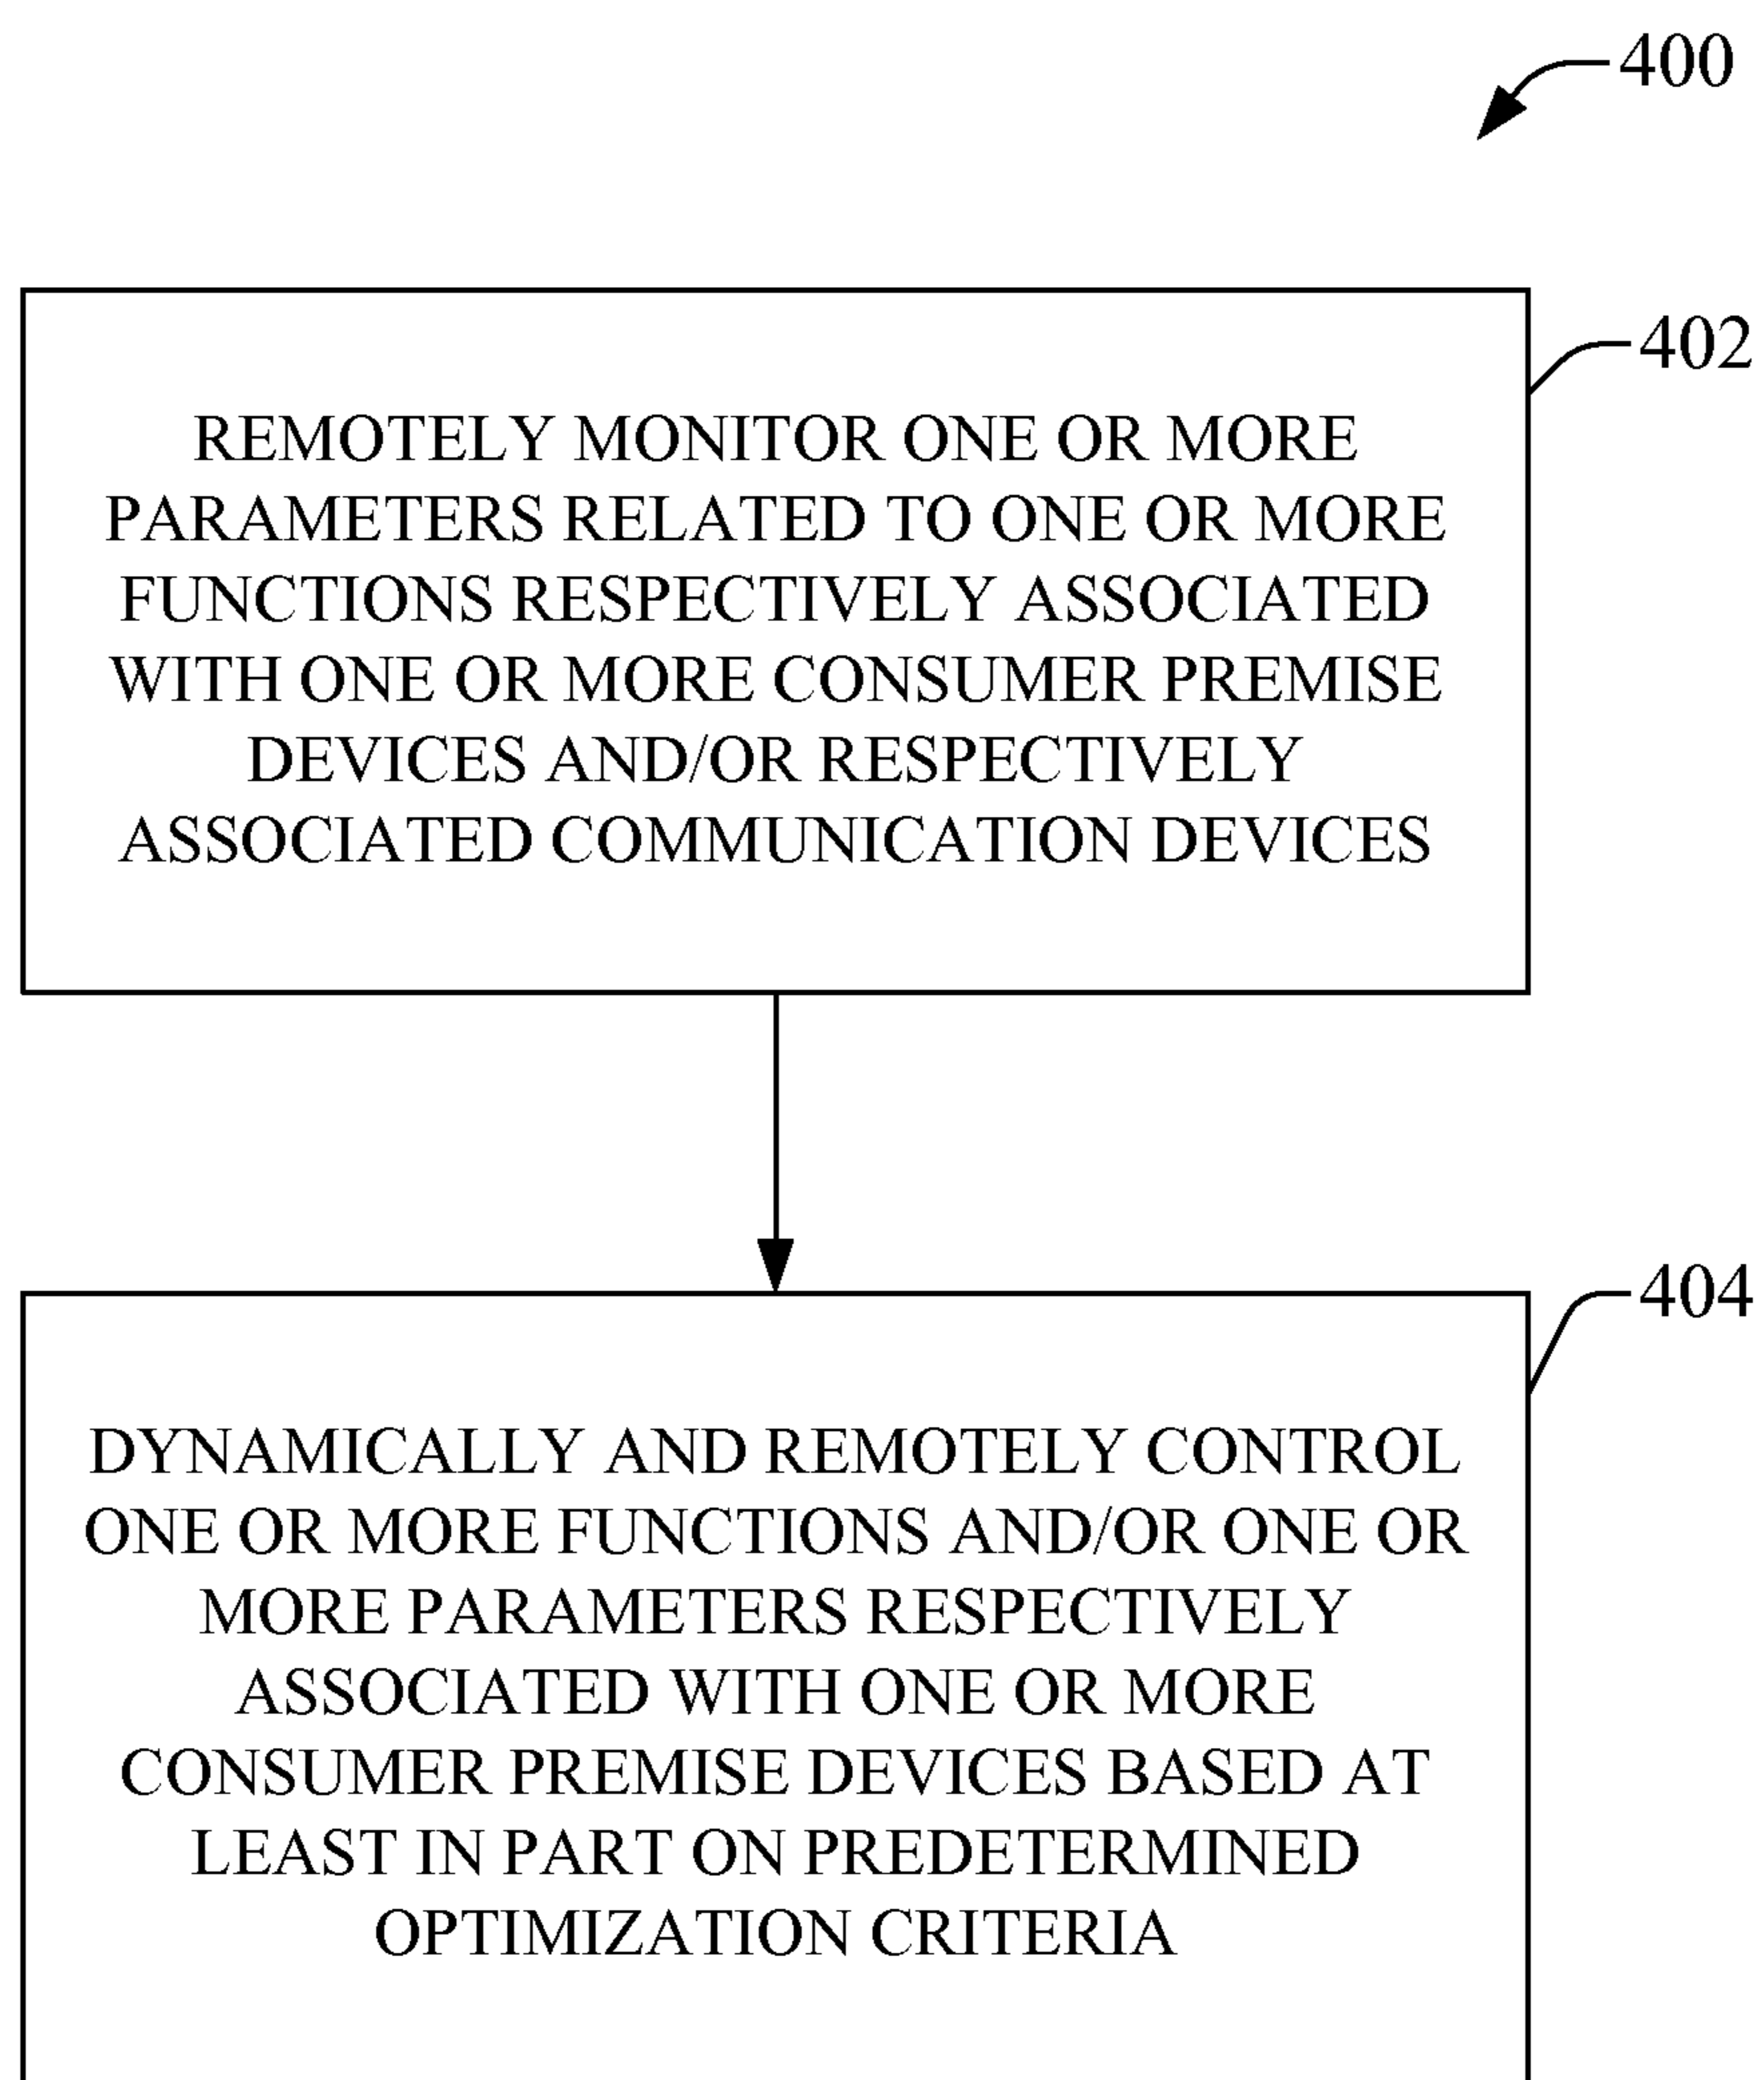 400
402
REMOTELY MONITOR ONE OR MORE
PARAMETERS RELATED TO ONE OR MORE
FUNCTIONS RESPECTIVELY ASSOCIATED
WITH ONE OR MORE CONSUMER PREMISE
DEVICES AND/OR RESPECTIVELY
ASSOCIATED COMMUNICATION DEVICES
404
DYNAMICALLY AND REMOTELY CONTROL
ONE OR MORE FUNCTIONS AND/OR ONE OR
MORE PARAMETERS RESPECTIVELY
ASSOCIATED WITH ONE OR MORE
CONSUMER PREMISE DEVICES BASED AT
LEAST IN PART ON PREDETERMINED
OPTIMIZATION CRITERIA